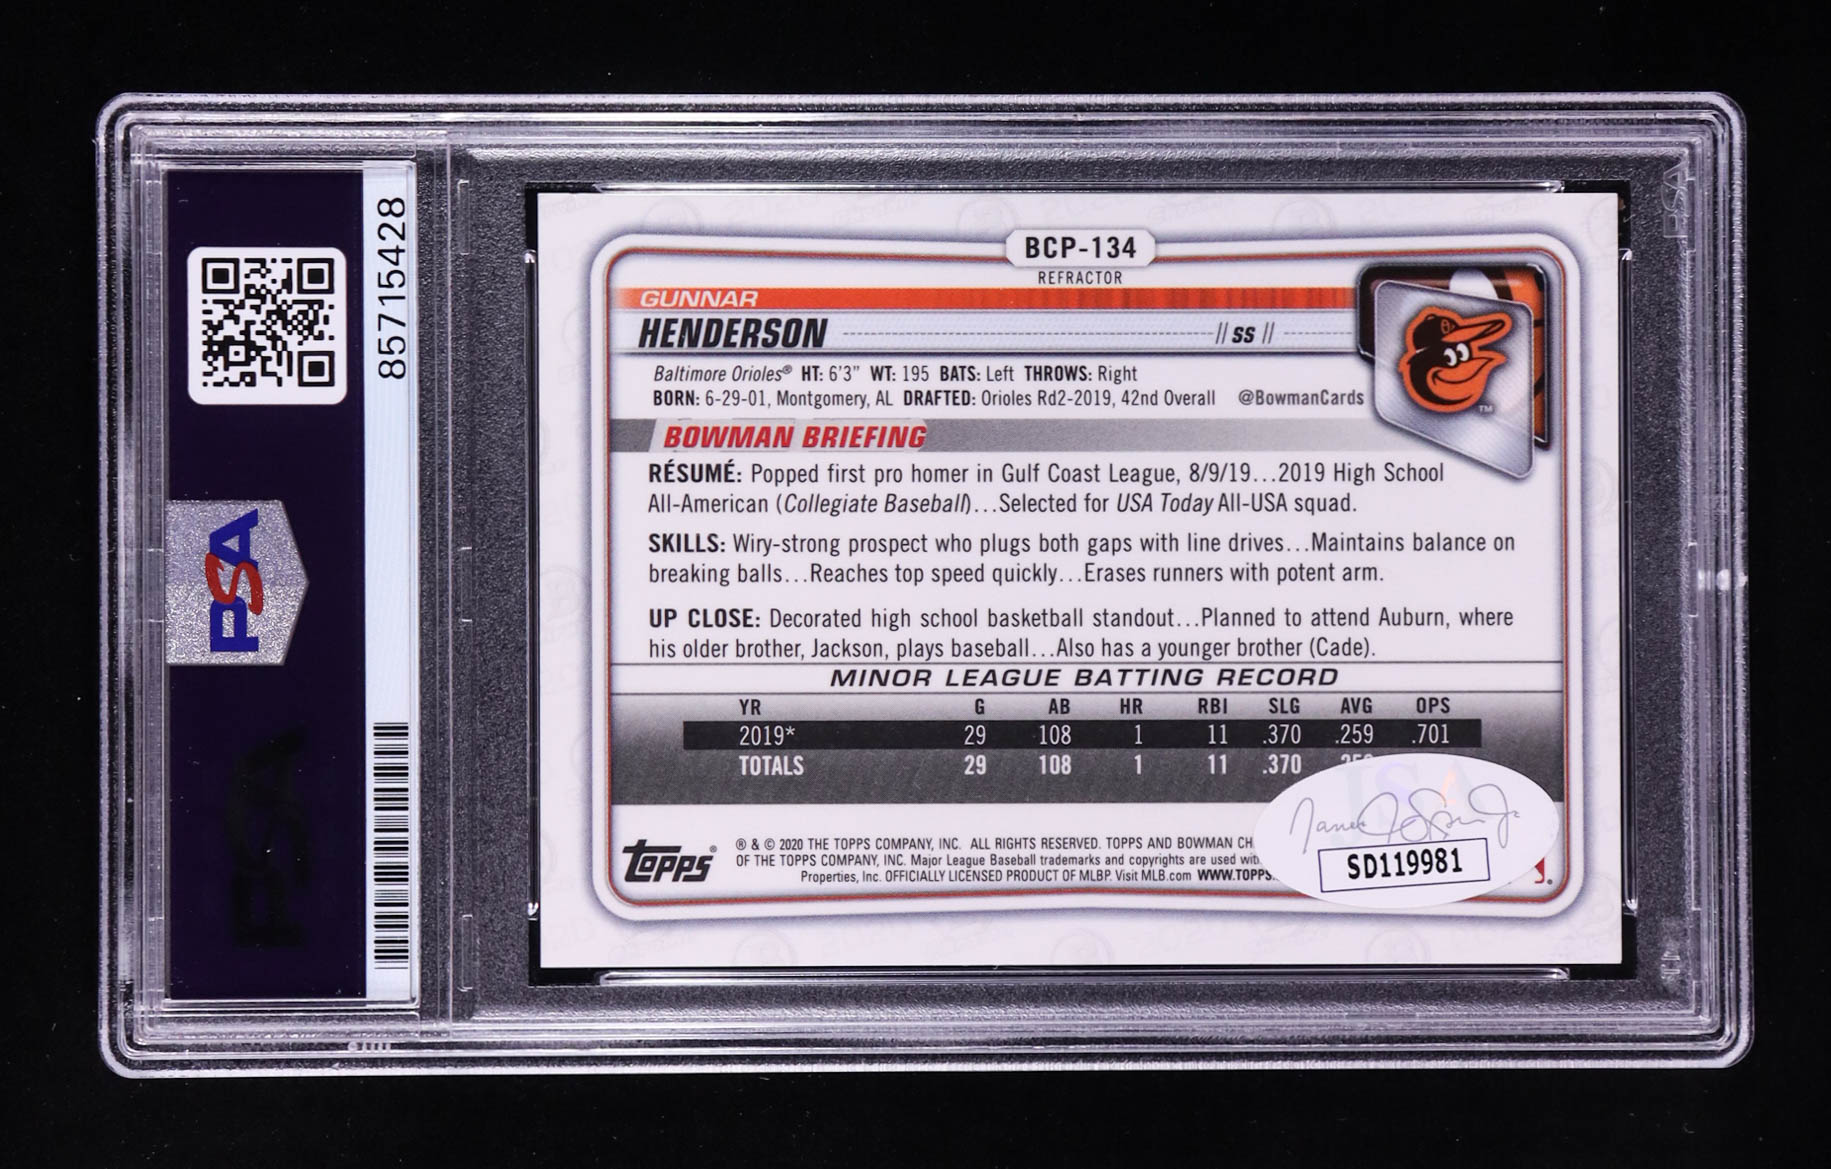 85715428
PSA
BCP-134
REFRACTOR
GUNNAR
HENDERSON // SS //
Baltimore Orioles® HT: 6'3" WT: 195 BATS: Left THROWS: Right
BORN: 6-29-01, Montgomery, AL DRAFTED: Orioles Rd2-2019, 42nd Overall @BowmanCards
BOWMAN BRIEFING
RÉSUMÉ: Popped first pro homer in Gulf Coast League, 8/9/19...2019 High School
All-American (Collegiate Baseball)...Selected for USA Today All-USA squad.
SKILLS: Wiry-strong prospect who plugs both gaps with line drives...Maintains balance on
breaking balls...Reaches top speed quickly...Erases runners with potent arm.
UP CLOSE: Decorated high school basketball standout...Planned to attend Auburn, where
his older brother, Jackson, plays baseball...Also has a younger brother (Cade).
MINOR LEAGUE BATTING RECORD
YR G AB HR RBI SLG AVG OPS
2019* 29 108 1 11 .370 .259 .701
TOTALS 29 108 1 11 .370
JSA
SD119981
TOPPS®
® & © 2020 THE TOPPS COMPANY, INC. ALL RIGHTS RESERVED. TOPPS AND BOWMAN CH
OF THE TOPPS COMPANY, INC. Major League Baseball trademarks and copyrights are used with
Properties, Inc. OFFICIALLY LICENSED PRODUCT OF MLBP. Visit MLB.com WWW.TOPPS.